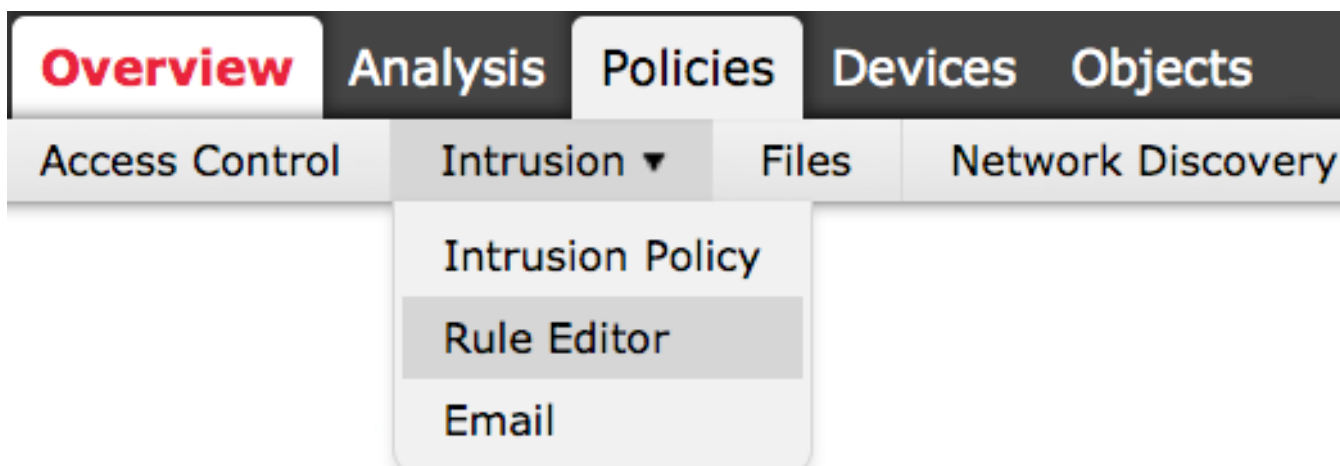 Overview Analysis Policies Devices Objects
Access Control Intrusion ▾ Files Network Discovery
Intrusion Policy
Rule Editor
Email